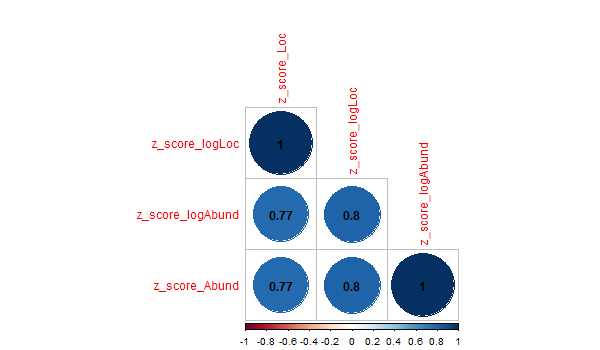 z_score_Loc
z_score_logLoc
z_score_logAbund
z_score_logLoc
1
z_score_logAbund
0.77
0.8
z_score_Abund
0.77
0.8
1
-1 -0.8 -0.6 -0.4 -0.2 0 0.2 0.4 0.6 0.8 1